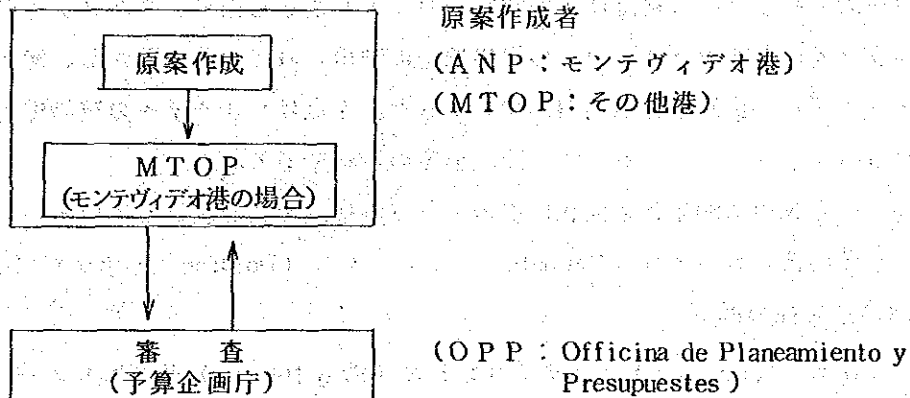 原案作成者
原案作成
(ANP：モンテヴィデオ港)
(MTOP：その他港)
MTOP
(モンテヴィデオ港の場合)
審 査
(予算企画庁)
(OPP：Officina de Planeamiento y
Presupuestes)